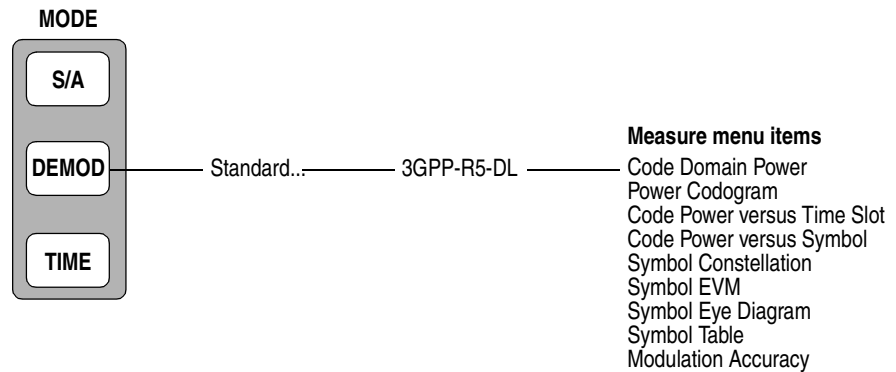 MODE
S/A
DEMOD
TIME
Standard...
3GPP-R5-DL
Measure menu items
Code Domain Power
Power Codogram
Code Power versus Time Slot
Code Power versus Symbol
Symbol Constellation
Symbol EVM
Symbol Eye Diagram
Symbol Table
Modulation Accuracy